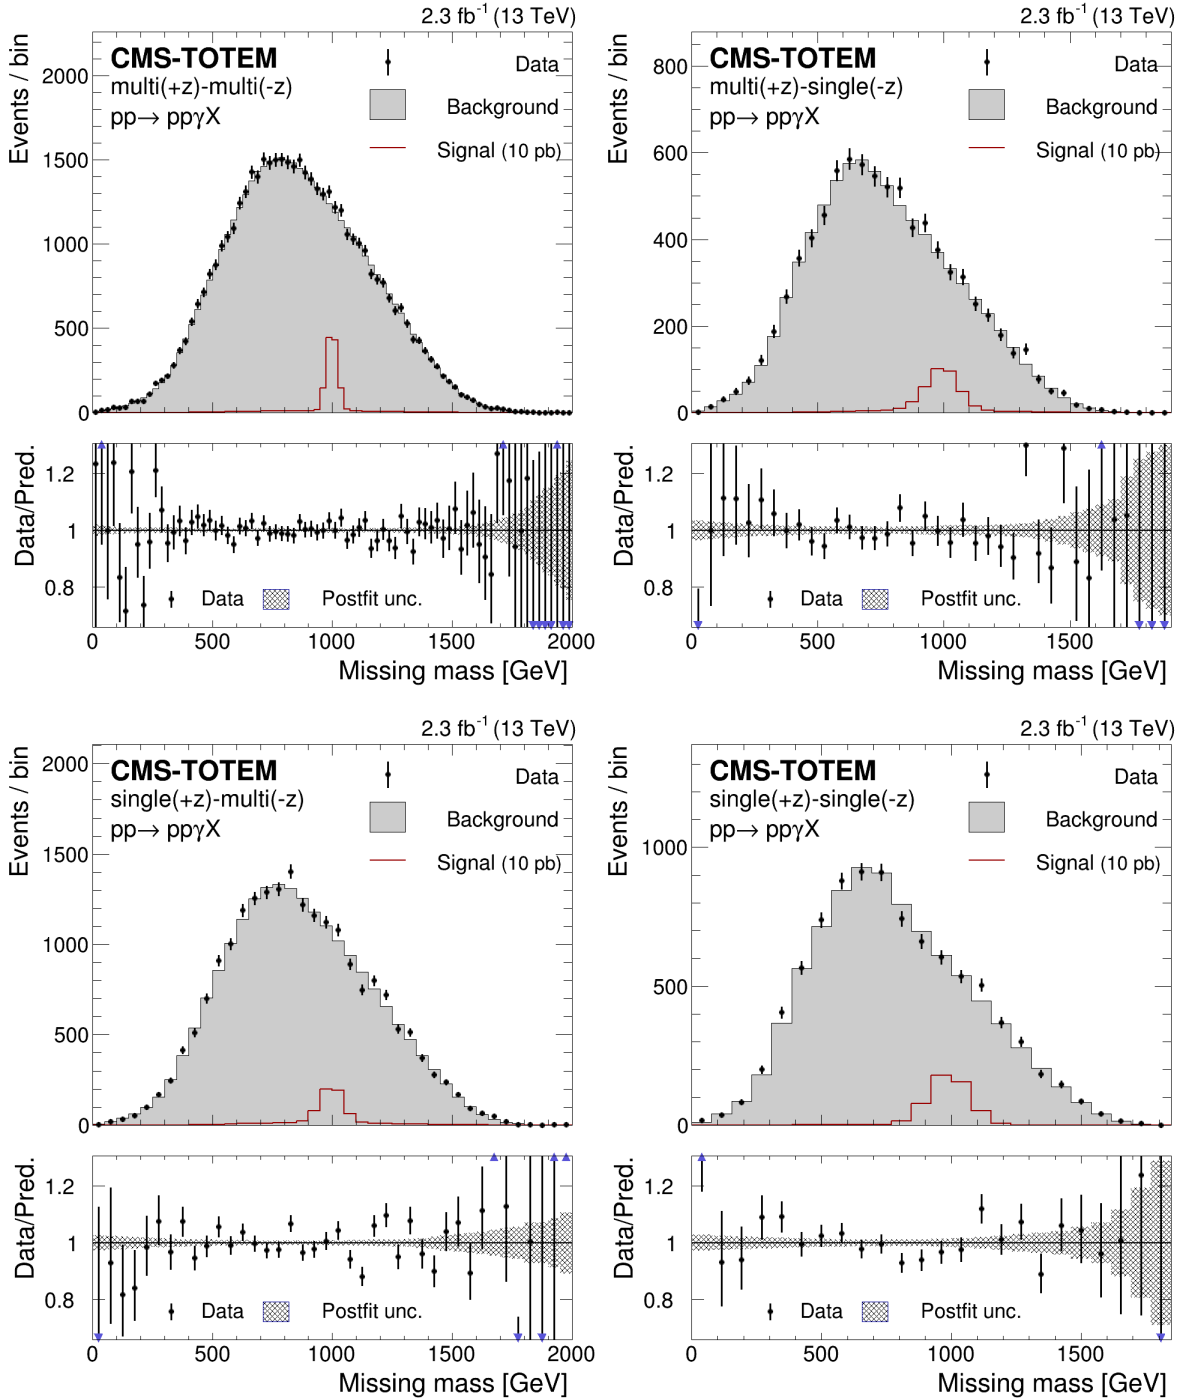 2.3 fb-1 (13 TeV)
Events / bin
CMS-TOTEM
multi(+z)-multi(-z)
pp→ ppγX
Data
Background
Signal (10 pb)
2000
1500
1000
500
0
Data/Pred.
1.2
1
0.8
Data
Postfit unc.
0 500 1000 1500 2000
Missing mass [GeV]
2.3 fb-1 (13 TeV)
Events / bin
CMS-TOTEM
multi(+z)-single(-z)
pp→ ppγX
Data
Background
Signal (10 pb)
800
600
400
200
0
Data/Pred.
1.2
1
0.8
Data
Postfit unc.
0 500 1000 1500
Missing mass [GeV]
2.3 fb-1 (13 TeV)
Events / bin
CMS-TOTEM
single(+z)-multi(-z)
pp→ ppγX
Data
Background
Signal (10 pb)
2000
1500
1000
500
0
Data/Pred.
1.2
1
0.8
Data
Postfit unc.
0 500 1000 1500 2000
Missing mass [GeV]
2.3 fb-1 (13 TeV)
Events / bin
CMS-TOTEM
single(+z)-single(-z)
pp→ ppγX
Data
Background
Signal (10 pb)
1000
500
0
Data/Pred.
1.2
1
0.8
Data
Postfit unc.
0 500 1000 1500
Missing mass [GeV]